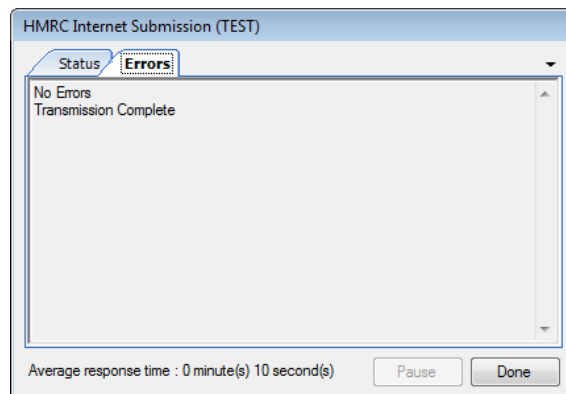 HMRC Internet Submission (TEST)
Status Errors
No Errors
Transmission Complete
Average response time : 0 minute(s) 10 second(s) Pause Done